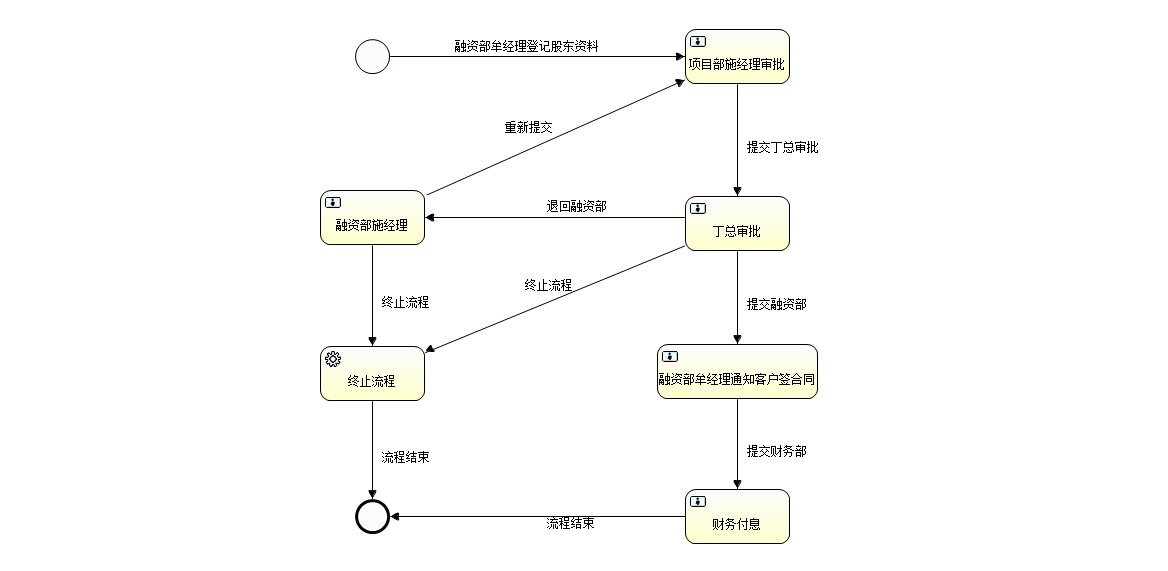 融资部牟经理登记股东资料
项目部施经理审批
重新提交
提交丁总审批
退回融资部
融资部施经理
丁总审批
终止流程
终止流程
提交融资部
终止流程
融资部牟经理通知客户签合同
流程结束
提交财务部
流程结束
财务付息